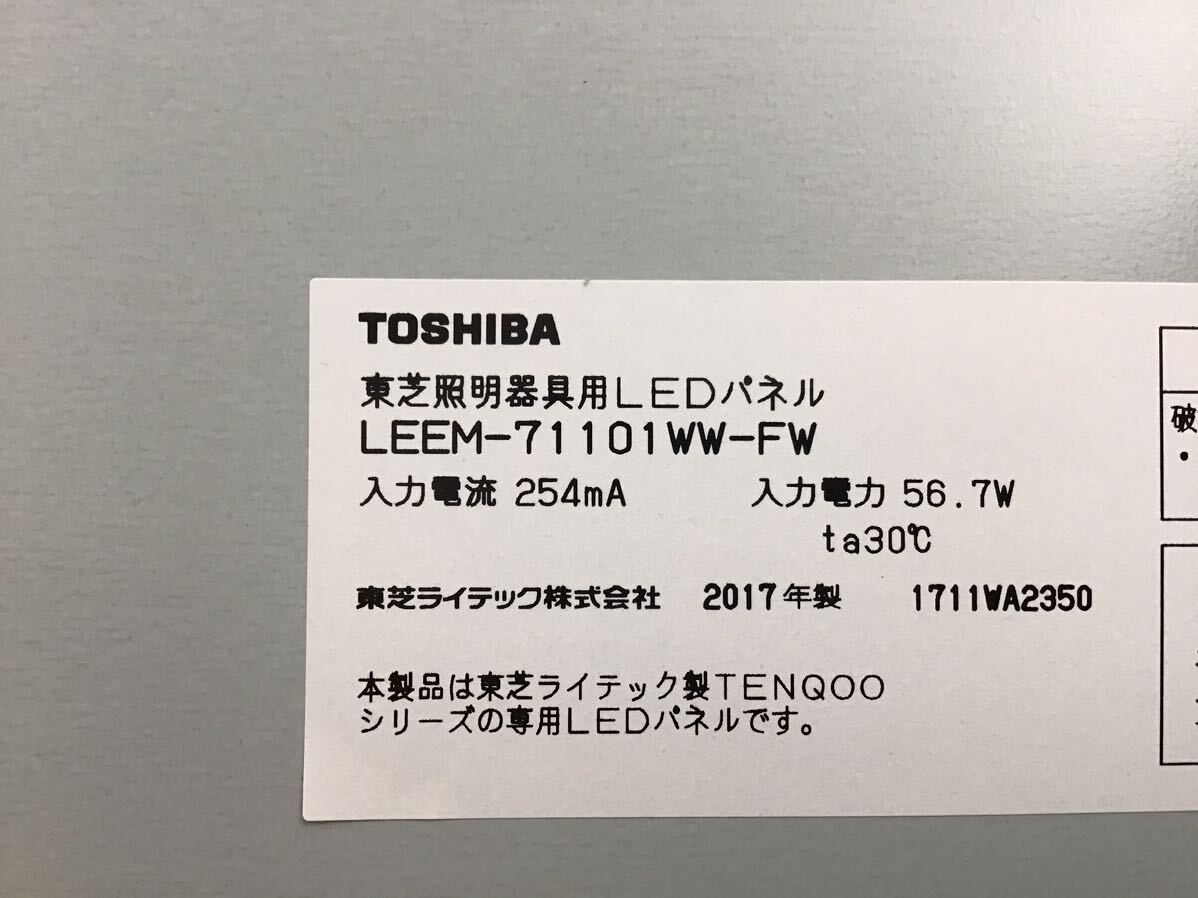 TOSHIBA
東芝照明器具用LEDパネル
LEEM-71101WW-FW
入力電流 254mA 入力電力 56.7W
ta30℃
東芝ライテック株式会社 2017年製 1711WA2350
本製品は東芝ライテック製TENQOO
シリーズの専用LEDパネルです。
破
・